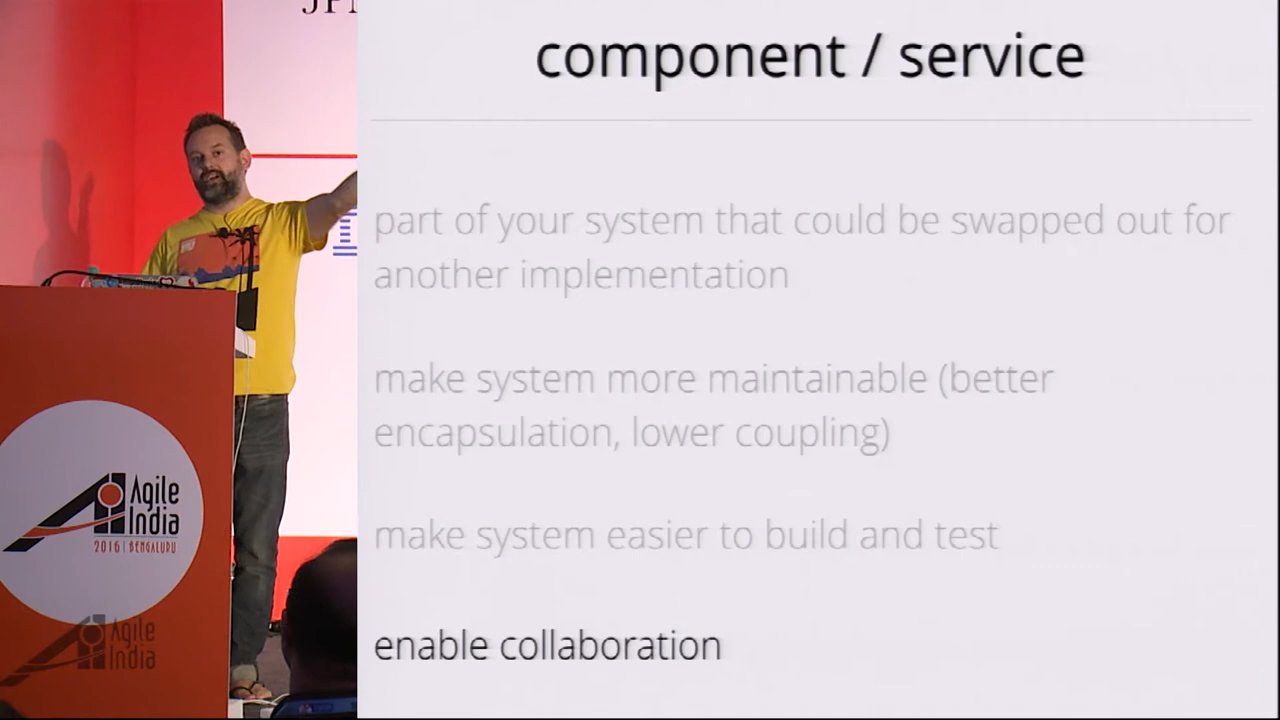 component / service
part of your system that could be swapped out for
another implementation
make system more maintainable (better
encapsulation, lower coupling)
make system easier to build and test
enable collaboration
Agile
India
2016 | BENGALURU
Agile
India